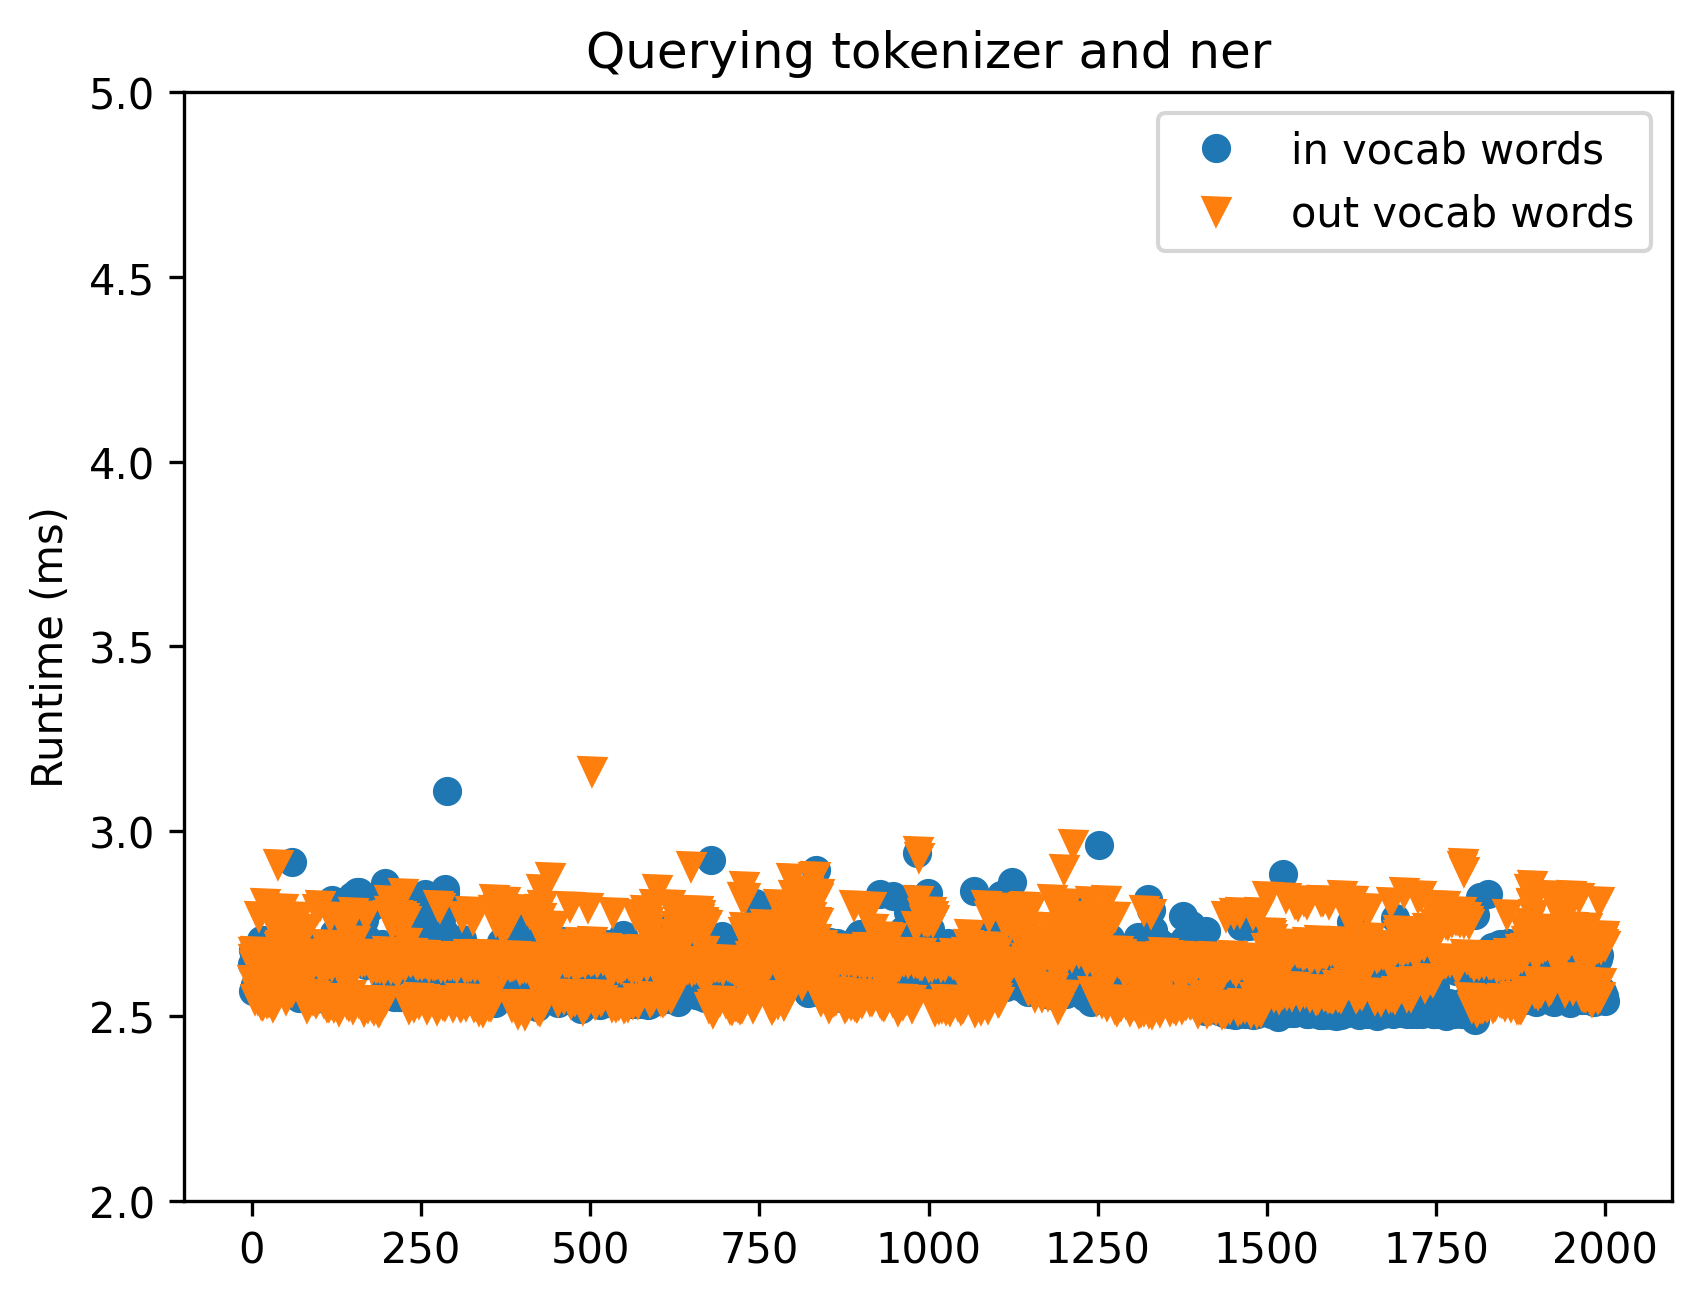 Querying tokenizer and ner
in vocab words
out vocab words
Runtime (ms)
5.0
4.5
4.0
3.5
3.0
2.5
2.0
0 250 500 750 1000 1250 1500 1750 2000